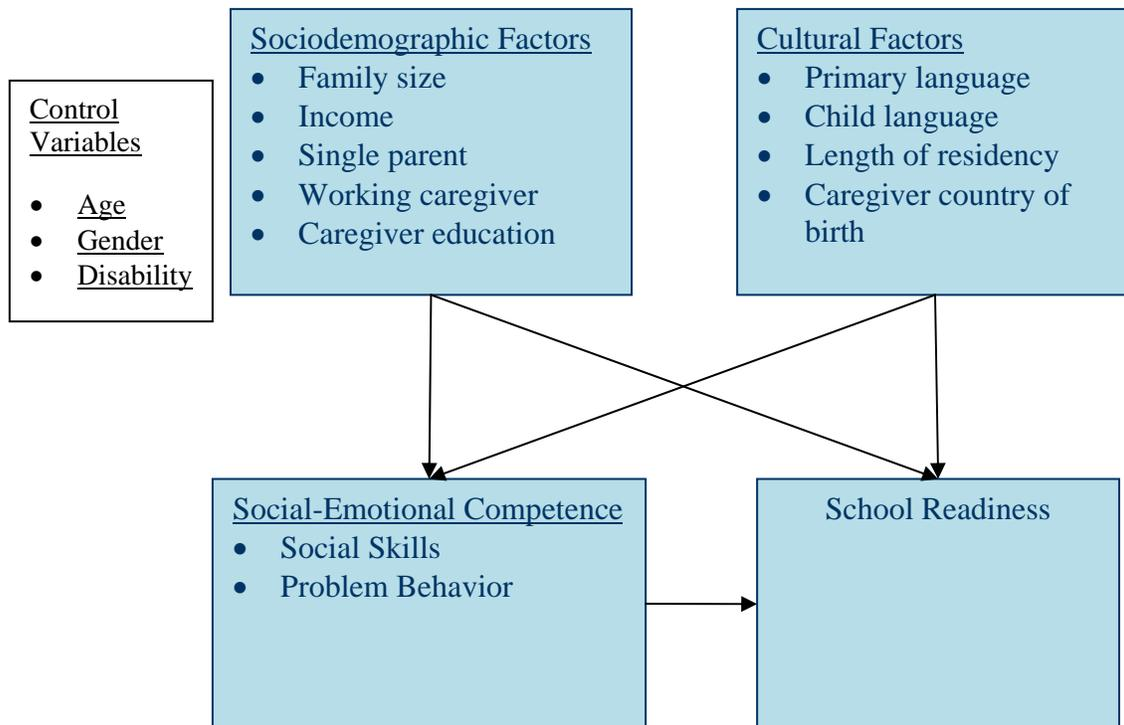 Control
Variables
• Age
• Gender
• Disability
Sociodemographic Factors
• Family size
• Income
• Single parent
• Working caregiver
• Caregiver education
Cultural Factors
• Primary language
• Child language
• Length of residency
• Caregiver country of
birth
Social-Emotional Competence
• Social Skills
• Problem Behavior
School Readiness